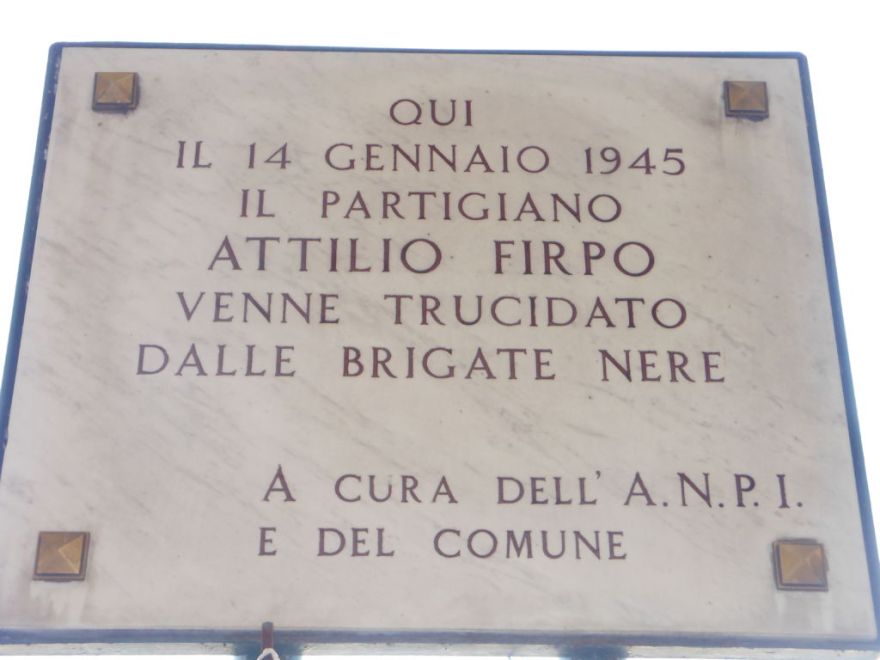 QUI
IL 14 GENNAIO 1945
IL PARTIGIANO
ATTILIO FIRPO
VENNE TRUCIDATO
DALLE BRIGATE NERE
A CURA DELL' A.N.P.I.
E DEL COMUNE